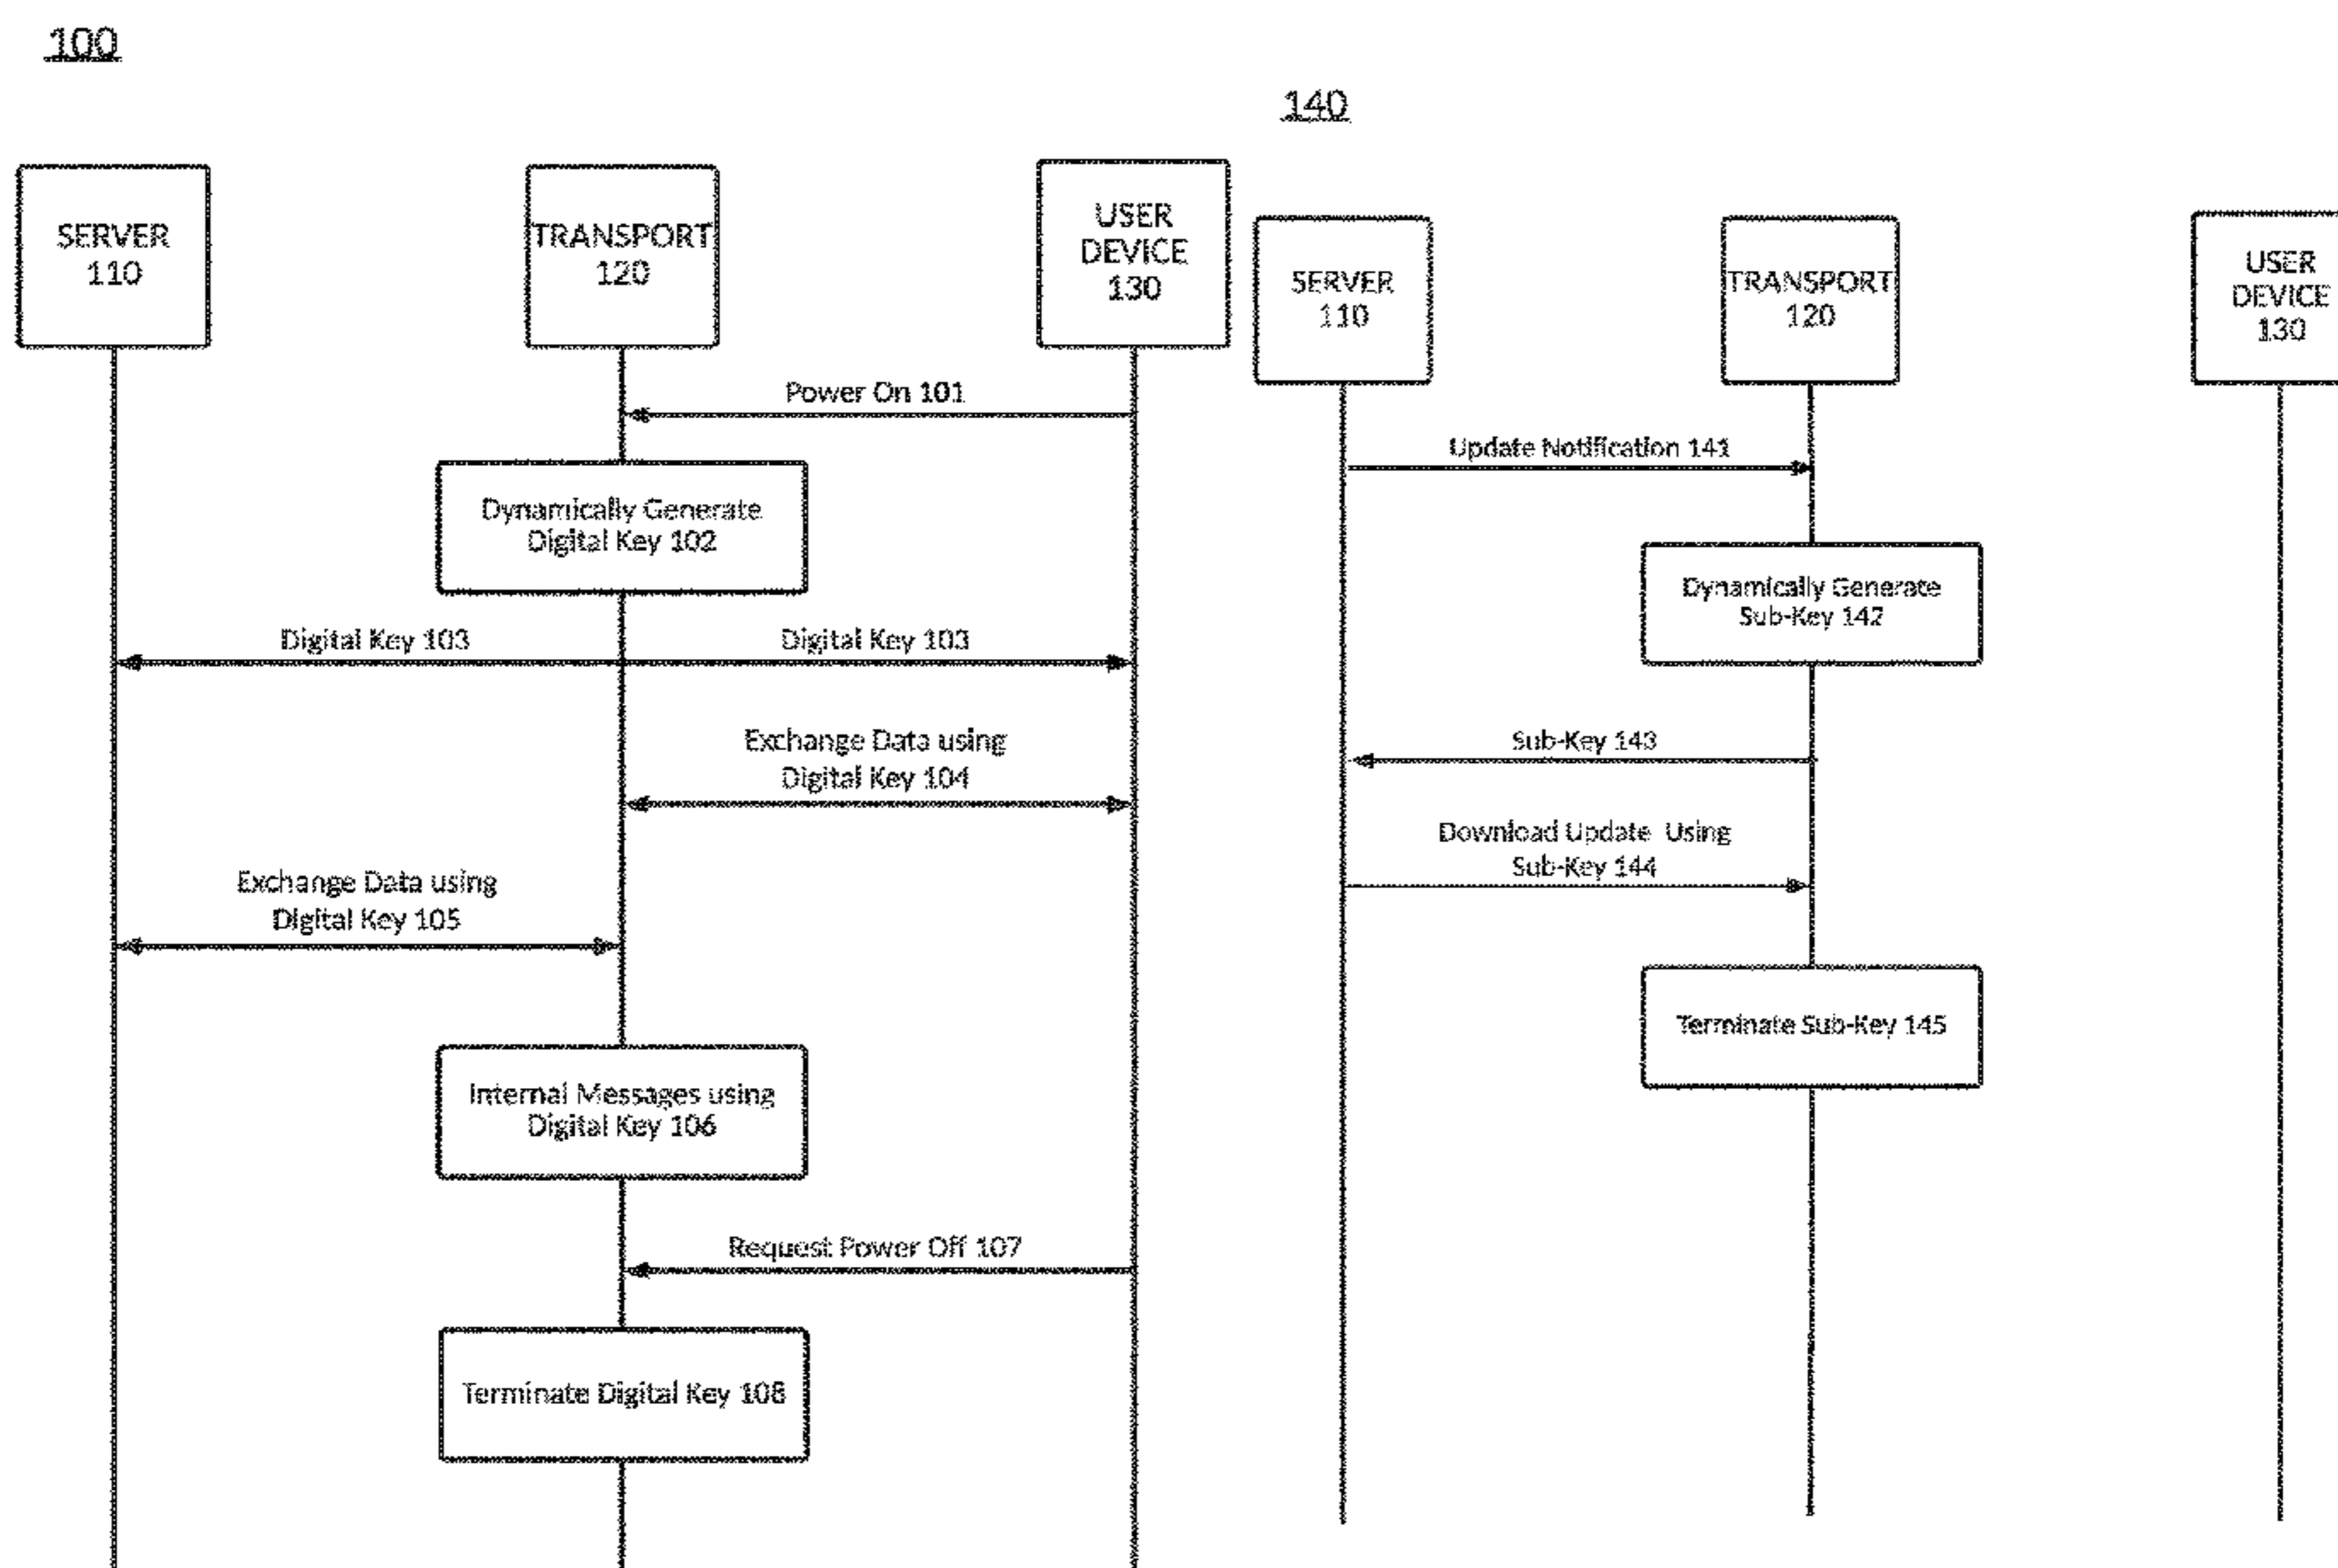 100
SERVER
110
TRANSPORT
120
USER
DEVICE
130
Power On 101
Dynamically Generate
Digital Key 102
Digital Key 103
Digital Key 103
Exchange Data using
Digital Key 104
Exchange Data using
Digital Key 105
Internal Messages using
Digital Key 106
Request Power Off 107
Terminate Digital Key 108
140
SERVER
110
TRANSPORT
120
USER
DEVICE
130
Update Notification 141
Dynamically Generate
Sub-Key 142
Sub-Key 143
Download Update Using
Sub-Key 144
Terminate Sub-Key 145